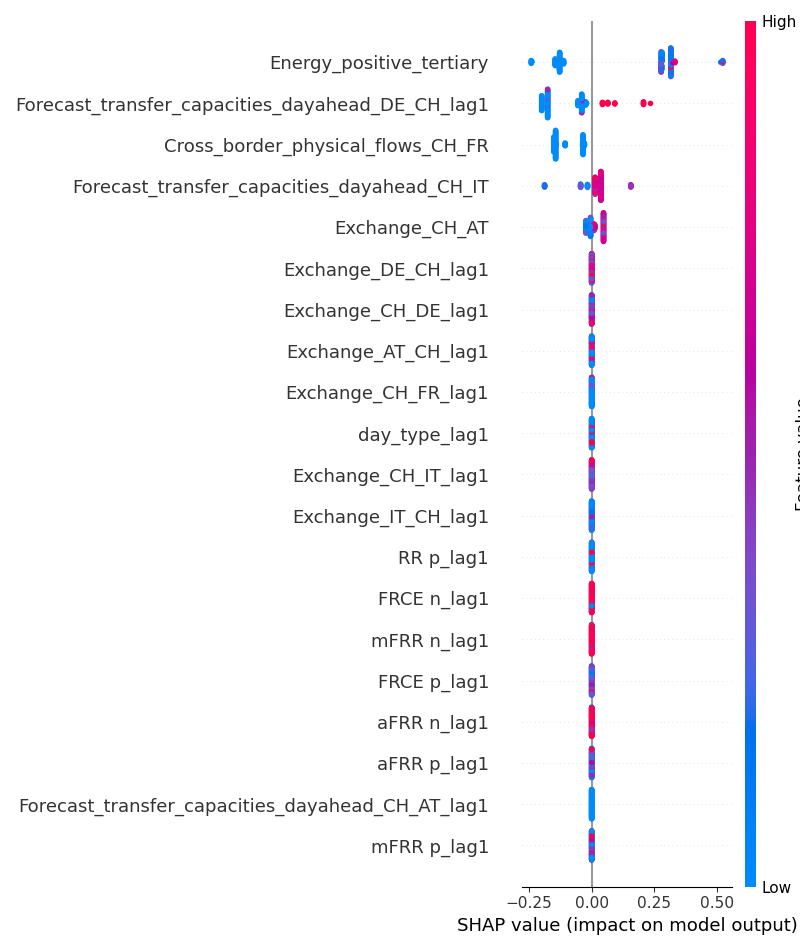 High
Energy_positive_tertiary
Forecast_transfer_capacities_dayahead_DE_CH_lag1
Cross_border_physical_flows_CH_FR
Forecast_transfer_capacities_dayahead_CH_IT
Exchange_CH_AT
Exchange_DE_CH_lag1
Exchange_CH_DE_lag1
Exchange_AT_CH_lag1
Exchange_CH_FR_lag1
day_type_lag1
Exchange_CH_IT_lag1
Exchange_IT_CH_lag1
RR p_lag1
FRCE n_lag1
mFRR n_lag1
FRCE p_lag1
aFRR n_lag1
aFRR p_lag1
Forecast_transfer_capacities_dayahead_CH_AT_lag1
mFRR p_lag1
Low
−0.25 0.00 0.25 0.50
SHAP value (impact on model output)